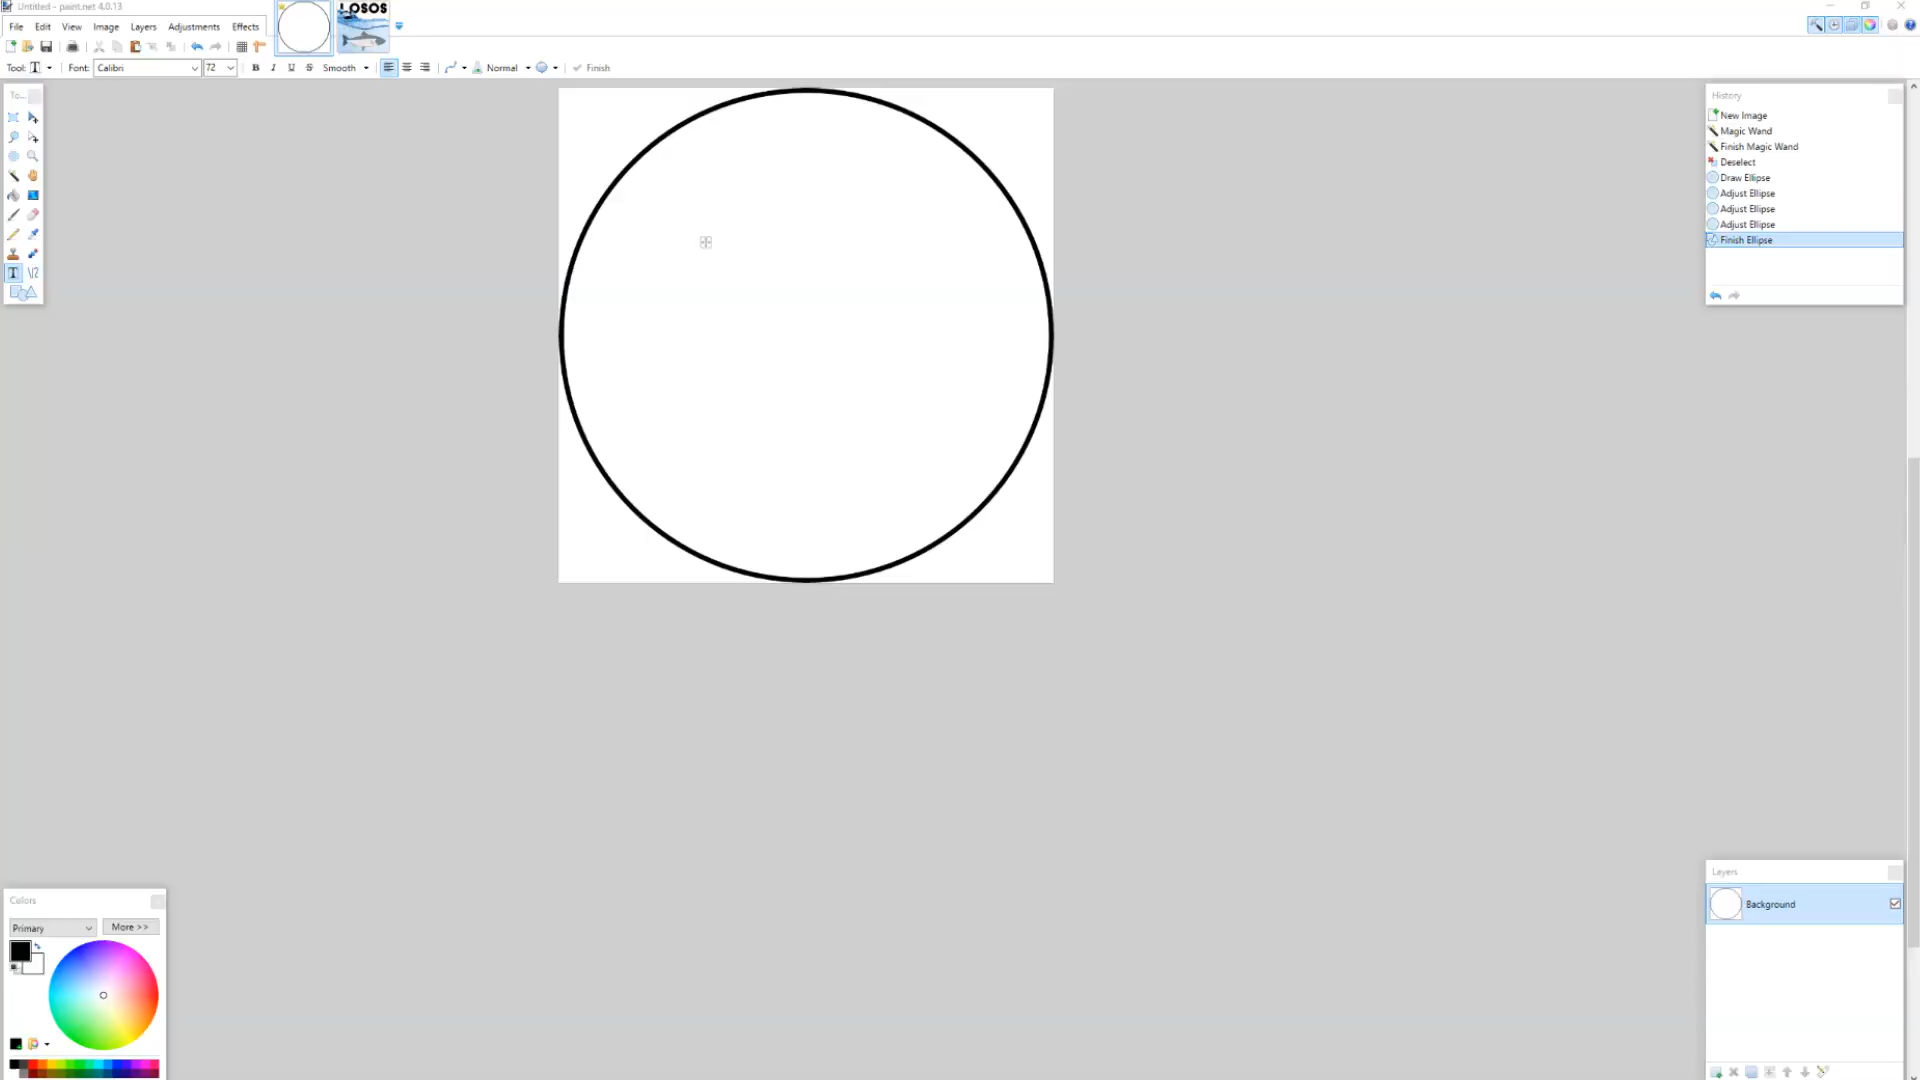 Untitled - paint.net 4.0.13
LOSOS
File Edit View Image Layers Adjustments Effects
Tool: T Font: Calibri 72 B I U S Smooth Normal Finish
To...
T
History
New Image
Magic Wand
Finish Magic Wand
Deselect
Draw Ellipse
Adjust Ellipse
Adjust Ellipse
Adjust Ellipse
Finish Ellipse
Layers
Background
Colors
Primary More >>